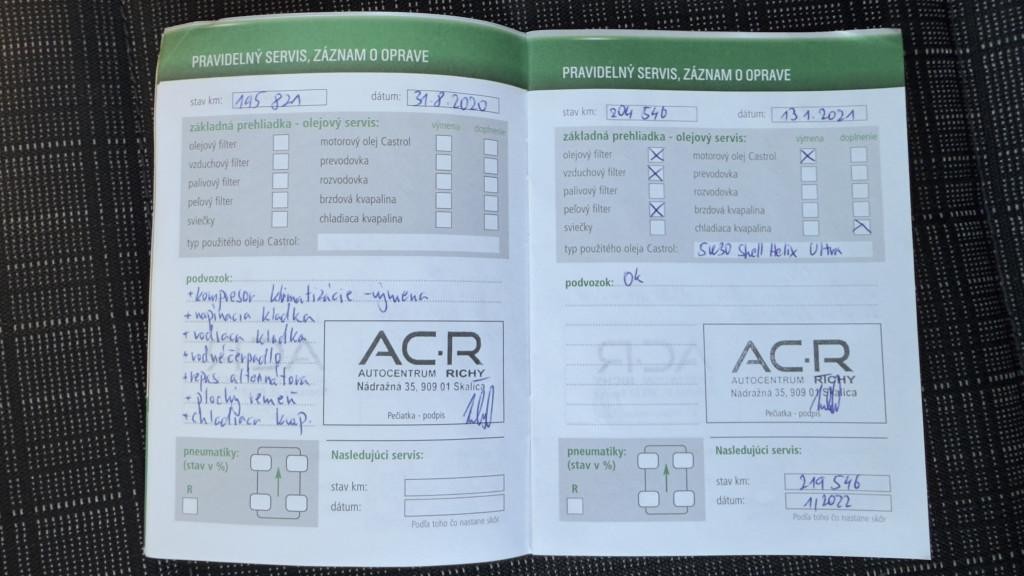 PRAVIDELNÝ SERVIS, ZÁZNAM O OPRAVE
stav km: 195 821 dátum: 31.8.2020
základná prehliadka - olejový servis: výmena doplnenie
olejový filter motorový olej Castrol
vzduchový filter prevodovka
palivový filter rozvodovka
peľový filter brzdová kvapalina
sviečky chladiaca kvapalina
typ použitého oleja Castrol:
podvozok:
+kompresor klimatizácie - výmena
+napínacia kladka
+vodiaca kladka
+vodné čerpadlo
+repas alternátora
+plochý remeň
+chladiaca kvap.
AC·R
AUTOCENTRUM RICHY
Nádražná 35, 909 01 Skalica
Pečiatka - podpis
pneumatiky:
(stav v %)
R
Nasledujúci servis:
stav km:
dátum:
Podľa toho čo nastane skôr
PRAVIDELNÝ SERVIS, ZÁZNAM O OPRAVE
stav km: 204 546 dátum: 13.1.2021
základná prehliadka - olejový servis: výmena doplnenie
olejový filter motorový olej Castrol
vzduchový filter prevodovka
palivový filter rozvodovka
peľový filter brzdová kvapalina
sviečky chladiaca kvapalina
typ použitého oleja Castrol: 5W30 Shell Helix Ultra
podvozok: Ok
AC·R
AUTOCENTRUM RICHY
Nádražná 35, 909 01 Skalica
Pečiatka - podpis
pneumatiky:
(stav v %)
R
Nasledujúci servis:
stav km: 219 546
dátum: 1/2022
Podľa toho čo nastane skôr